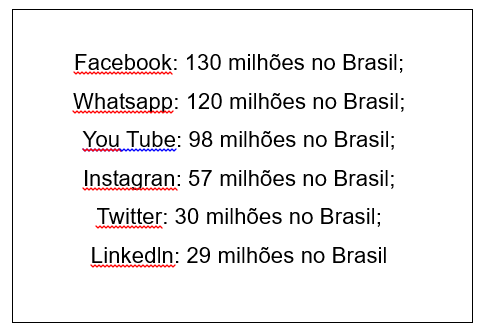 Facebook: 130 milhões no Brasil;
Whatsapp: 120 milhões no Brasil;
You Tube: 98 milhões no Brasil;
Instagran: 57 milhões no Brasil;
Twitter: 30 milhões no Brasil;
Linkedln: 29 milhões no Brasil